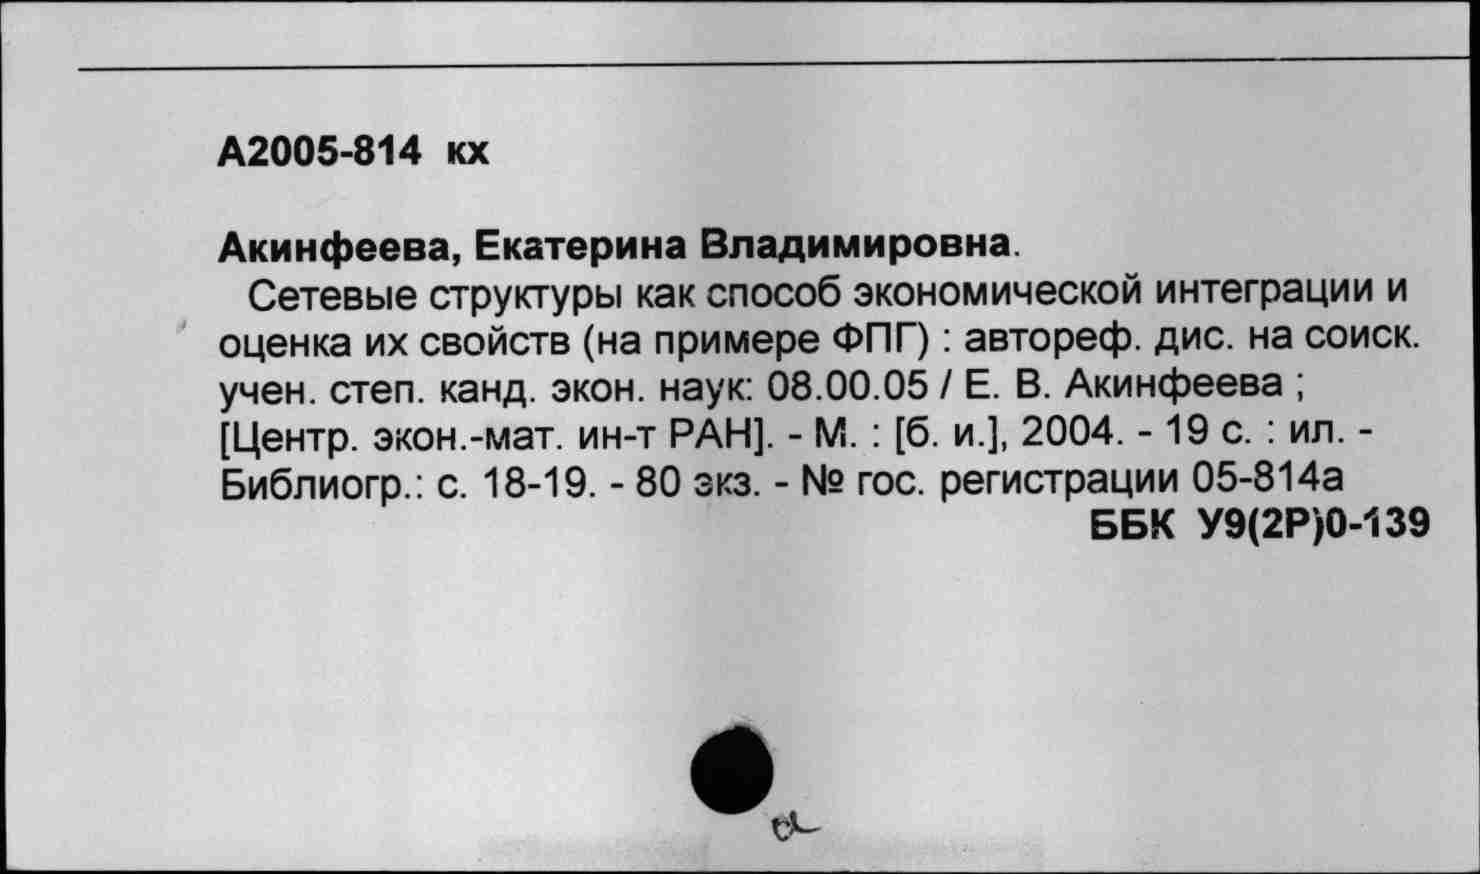 А2005-814 кх
Акинфеева, Екатерина Владимировна.
Сетевые структуры как способ экономической интеграции и
оценка их свойств (на примере ФПГ) : автореф. дис. на соиск.
учен. степ. канд. экон. наук: 08.00.05 / Е. В. Акинфеева ;
[Центр. экон.-мат. ин-т РАН]. - М. : [б. и.], 2004. - 19 с. : ил. -
Библиогр.: с. 18-19. - 80 экз. - № гос. регистрации 05-814а
ББК У9(2Р)0-139